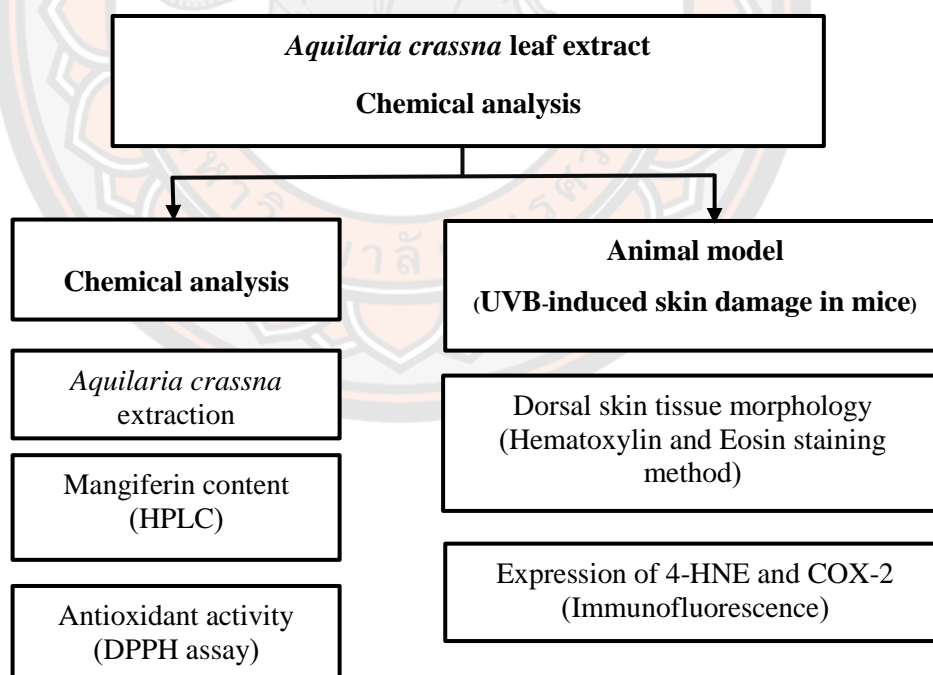 Aquilaria crassna leaf extract
Chemical analysis
Chemical analysis
Aquilaria crassna
extraction
Mangiferin content
(HPLC)
Antioxidant activity
(DPPH assay)
Animal model
(UVB-induced skin damage in mice)
Dorsal skin tissue morphology
(Hematoxylin and Eosin staining
method)
Expression of 4-HNE and COX-2
(Immunofluorescence)